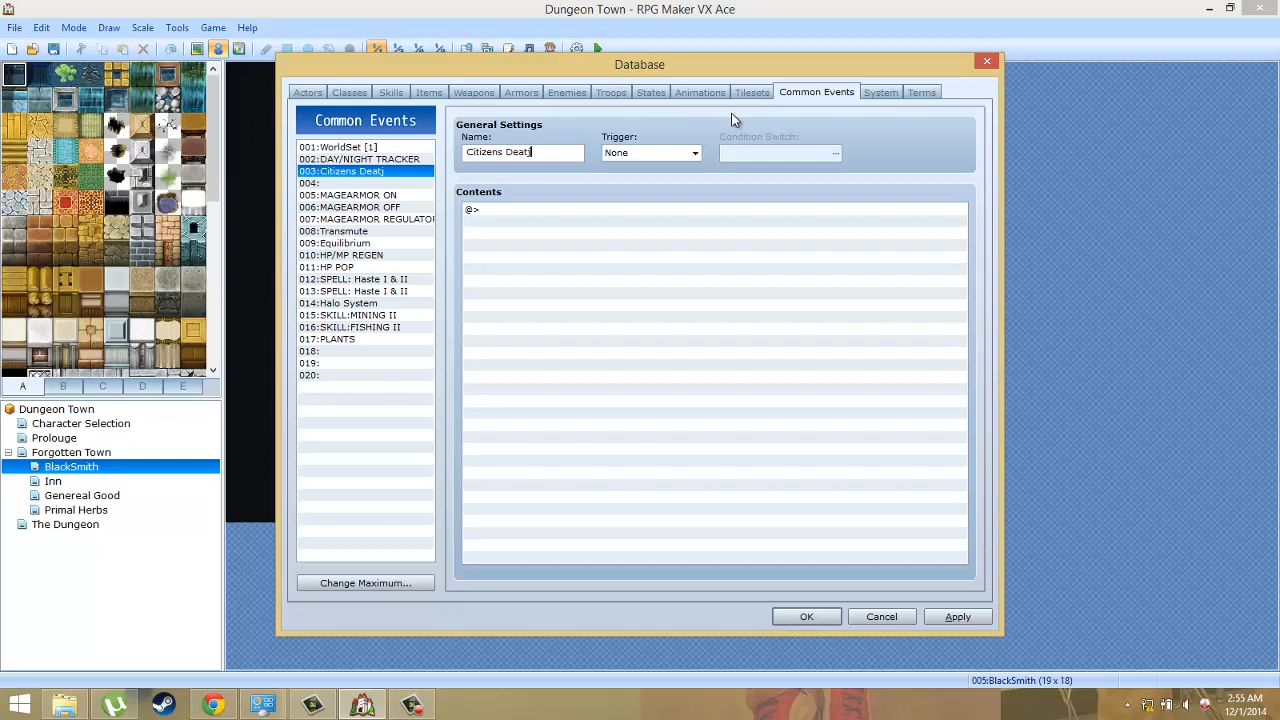 Dungeon Town - RPG Maker VX Ace
File Edit Mode Draw Scale Tools Game Help
Database
Actors Classes Skills Items Weapons Armors Enemies Troops States Animations Tilesets Common Events System Terms
Common Events
General Settings
Name: Trigger: Condition Switch:
Citizens Deatj None ...
Contents
@>
001:WorldSet [1]
002:DAY/NIGHT TRACKER
003:Citizens Deatj
004:
005:MAGEARMOR ON
006:MAGEARMOR OFF
007:MAGEARMOR REGULATOR
008:Transmute
009:Equilibrium
010:HP/MP REGEN
011:HP POP
012:SPELL: Haste I & II
013:SPELL: Haste I & II
014:Halo System
015:SKILL:MINING II
016:SKILL:FISHING II
017:PLANTS
018:
019:
020:
Change Maximum...
OK Cancel Apply
A B C D E
Dungeon Town
Character Selection
Prolouge
Forgotten Town
BlackSmith
Inn
Genereal Good
Primal Herbs
The Dungeon
005:BlackSmith (19 x 18)
2:55 AM
12/1/2014